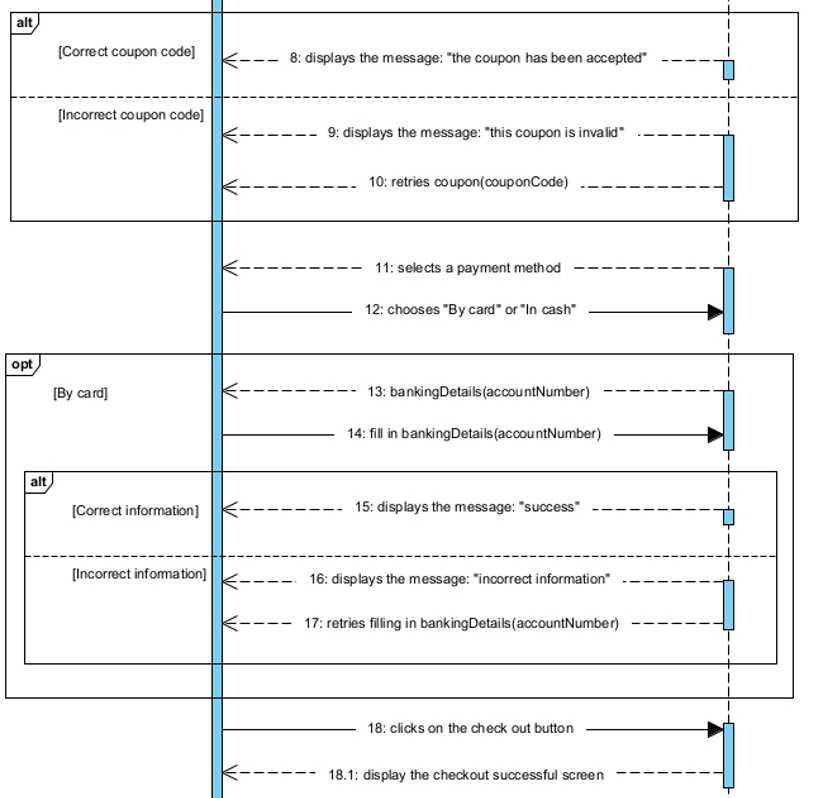 alt
[Correct coupon code]
8: displays the message: "the coupon has been accepted"
[Incorrect coupon code]
9: displays the message: "this coupon is invalid"
10: retries coupon(couponCode)
11: selects a payment method
12: chooses "By card" or "In cash"
opt
[By card]
13: bankingDetails(accountNumber)
14: fill in bankingDetails(accountNumber)
alt
[Correct information]
15: displays the message: "success"
[Incorrect information]
16: displays the message: "incorrect information"
17: retries filling in bankingDetails(accountNumber)
18: clicks on the check out button
18.1: display the checkout successful screen